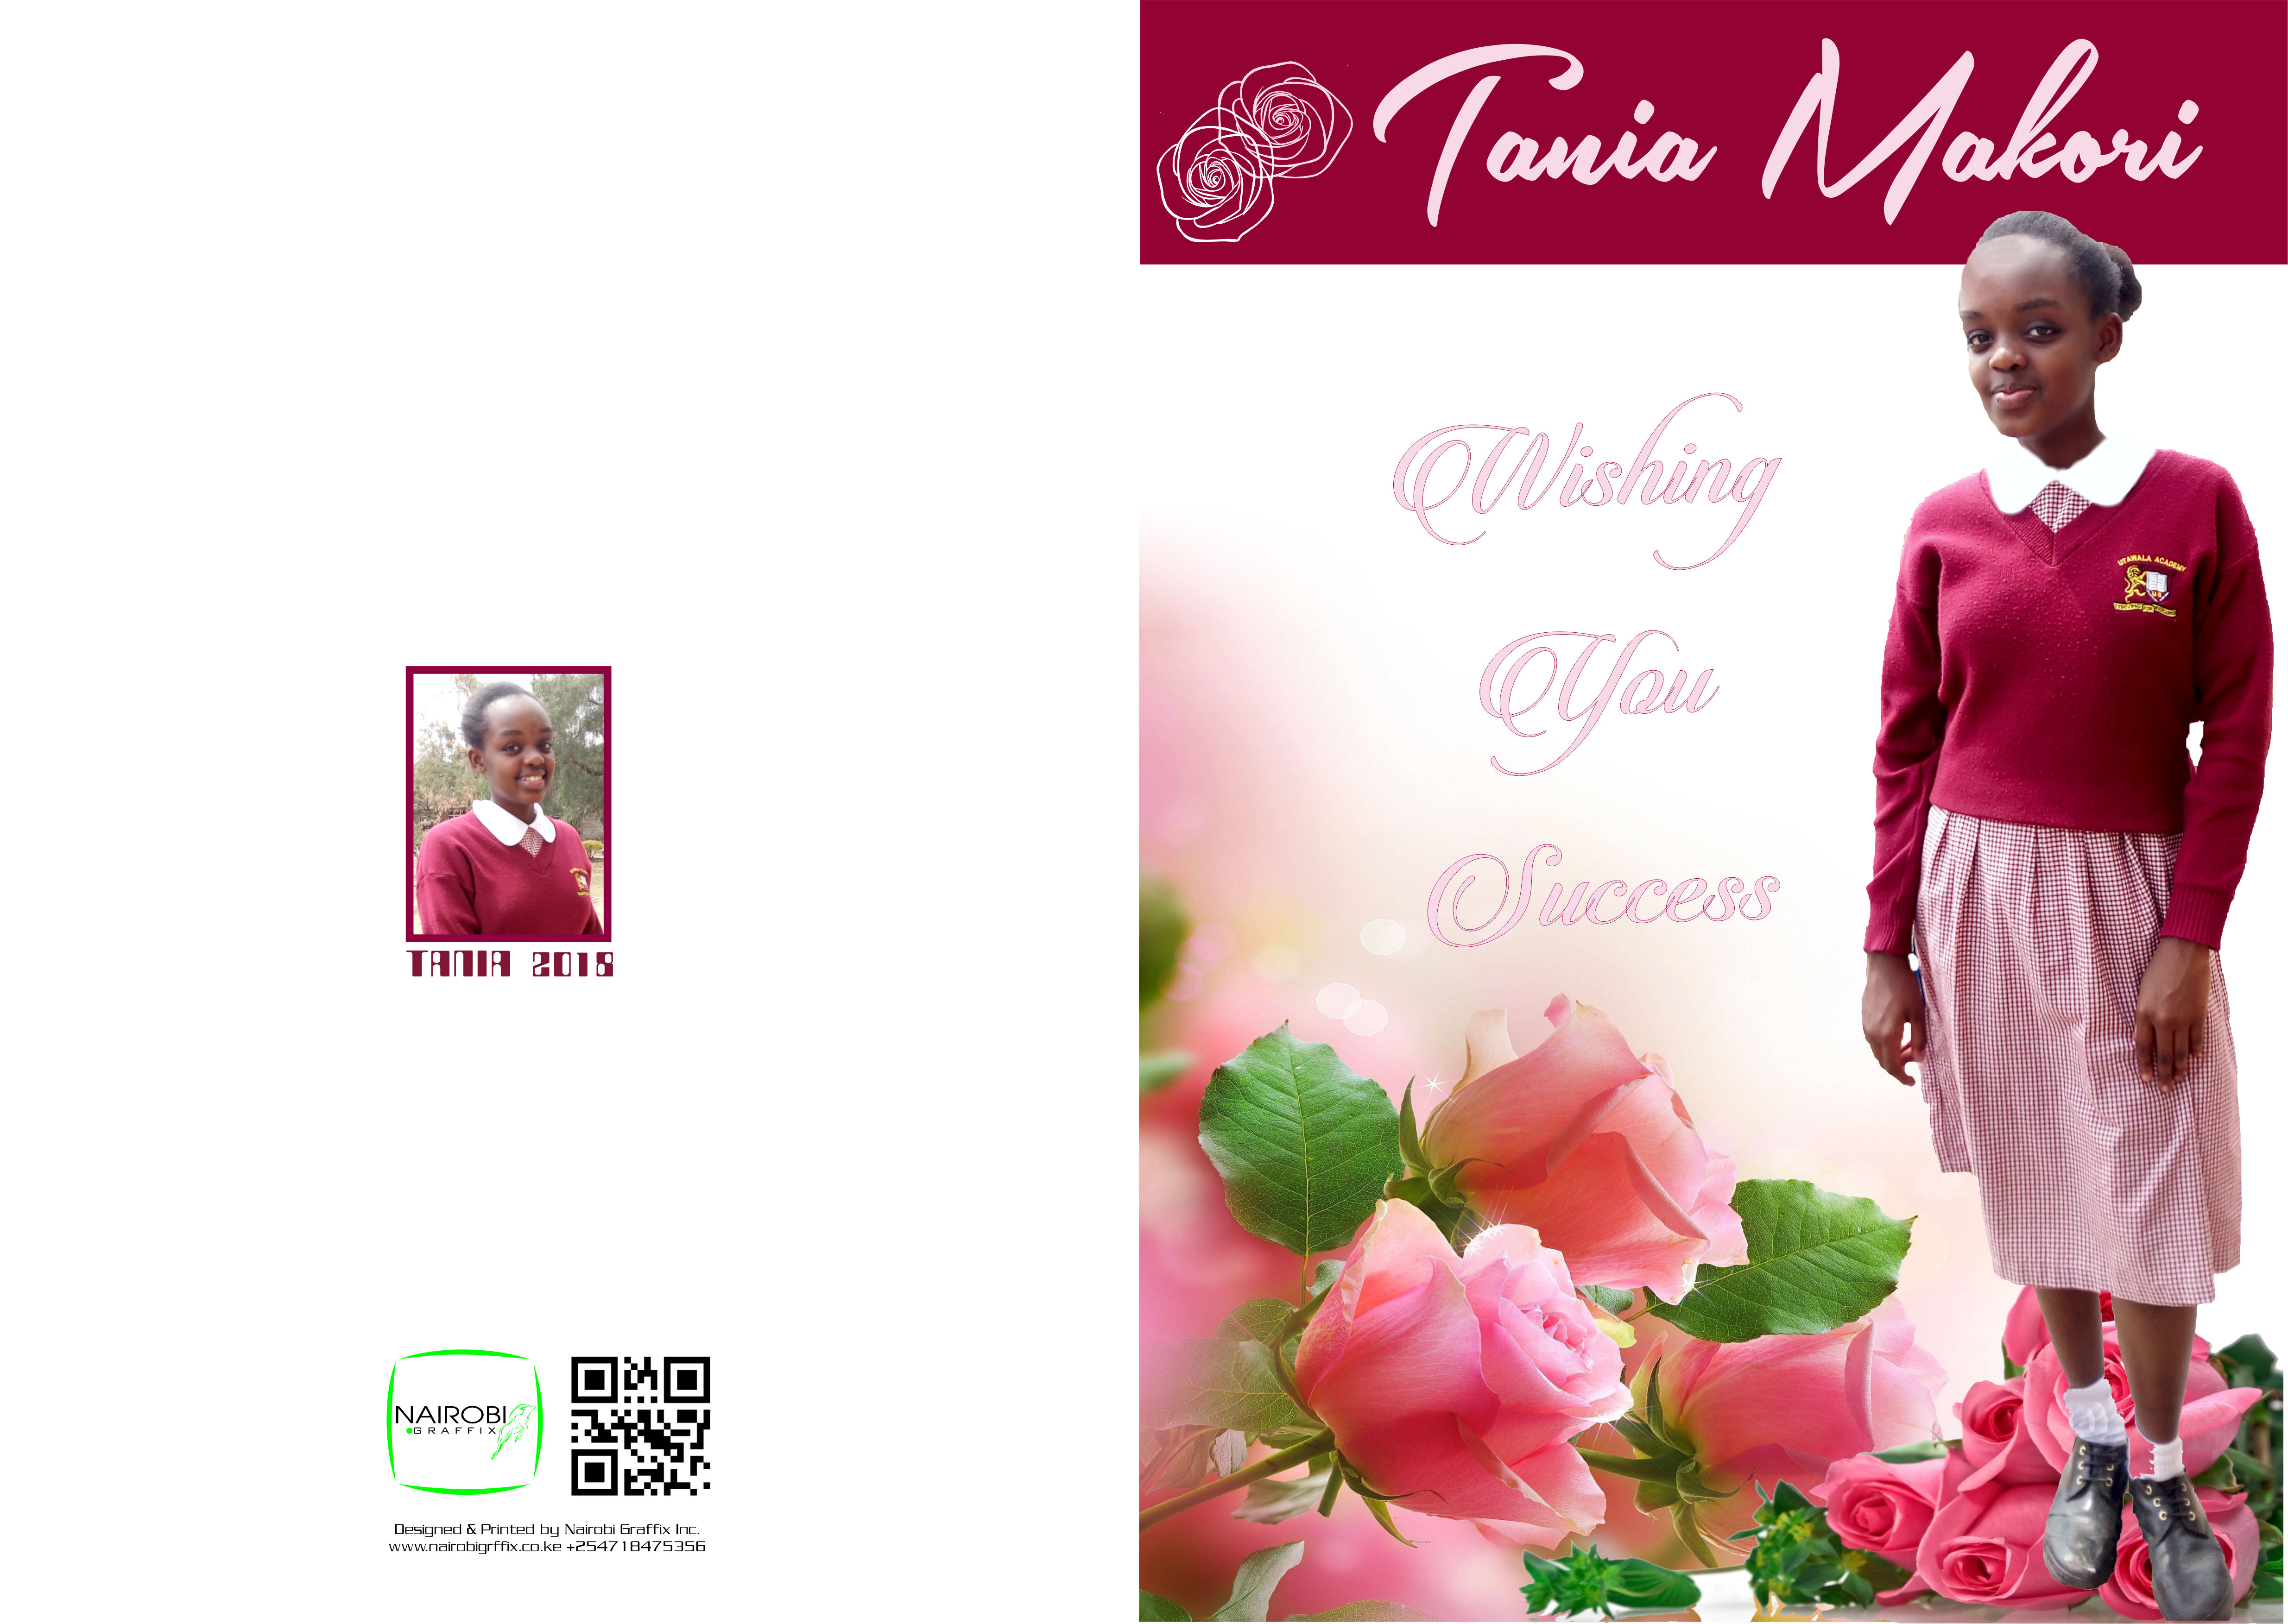 Tania Makori
Wishing
You
Success
UTAWALA ACADEMY
TANIA 2018
NAIROBI
GRAFFIX
Designed & Printed by Nairobi Graffix Inc.
www.nairobigrffix.co.ke +254718475356